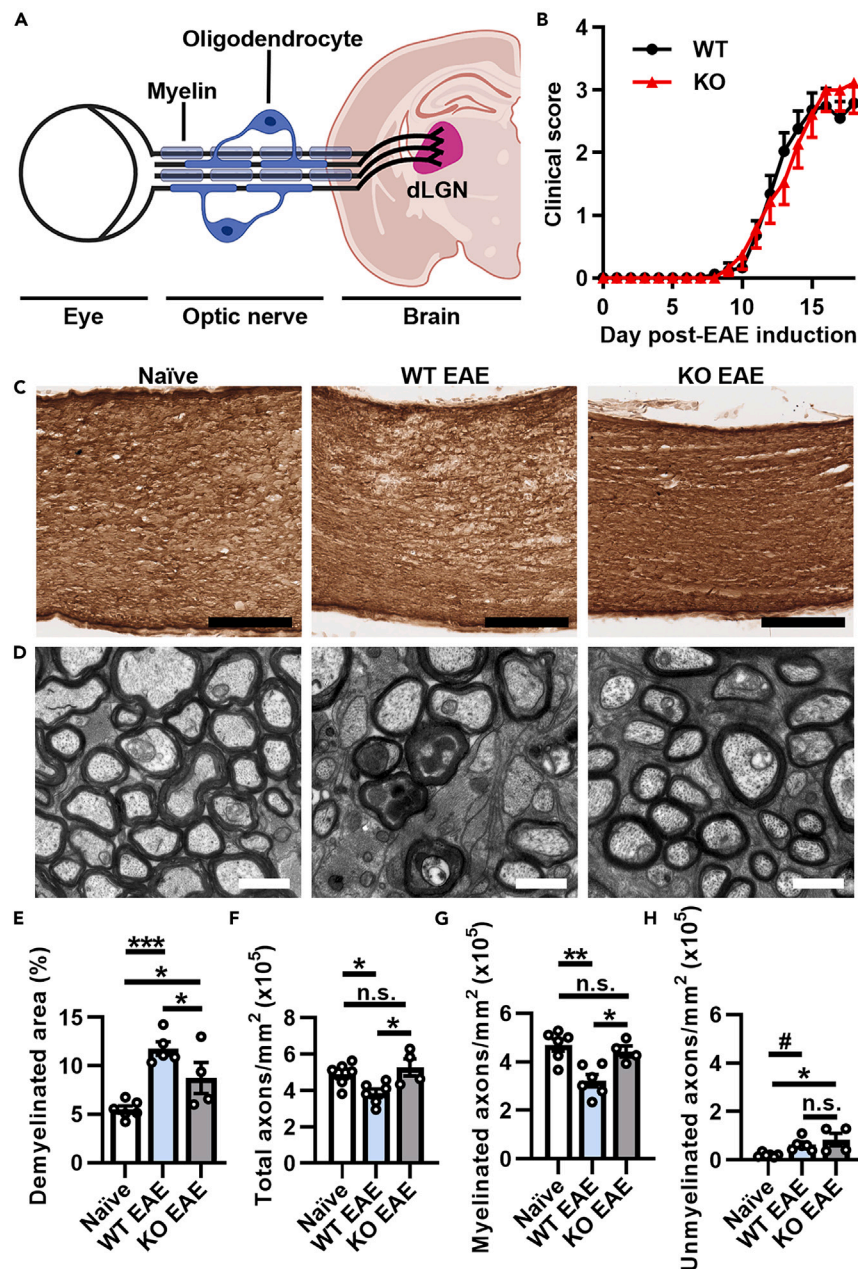 A
Oligodendrocyte
Myelin
dLGN
Eye
Optic nerve
Brain
B
WT
KO
Clinical score
4
3
2
1
0
0 5 10 15
Day post-EAE induction
C
Naïve
WT EAE
KO EAE
D
E
Demyelinated area (%)
***
*
*
15
10
5
0
Naïve
WT EAE
KO EAE
F
Total axons/mm² (x10⁵)
*
n.s.
*
8
6
4
2
0
Naïve
WT EAE
KO EAE
G
Myelinated axons/mm² (x10⁵)
**
n.s.
*
6
4
2
0
Naïve
WT EAE
KO EAE
H
Unmyelinated axons/mm² (x10⁵)
#
*
n.s.
6
4
2
0
Naïve
WT EAE
KO EAE